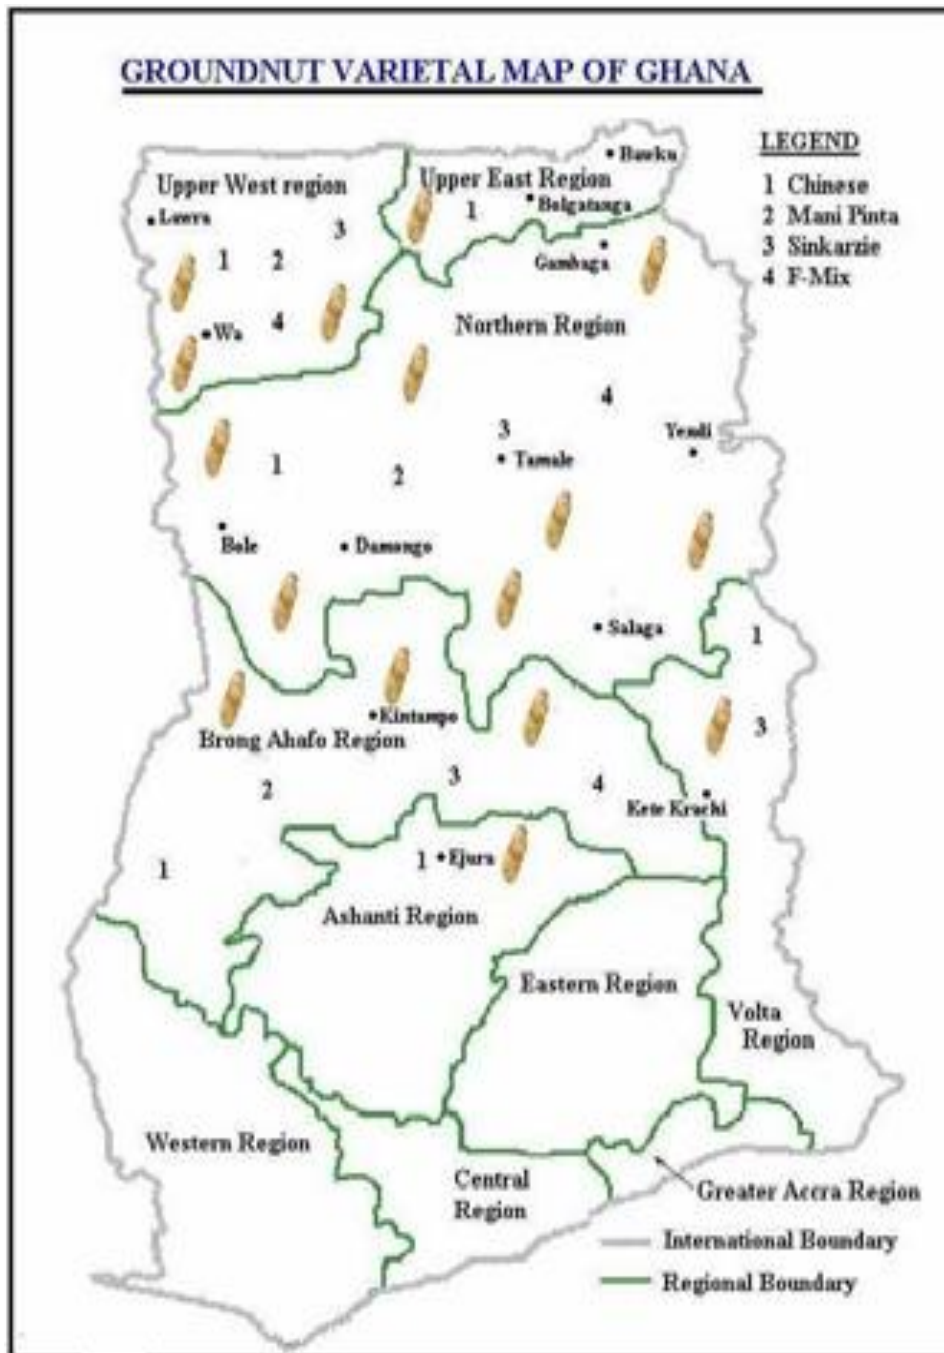 GROUNDNUT VARIETAL MAP OF GHANA
LEGEND
1 Chinese
2 Mani Pinta
3 Sinkarzie
4 F-Mix
Bawku
Upper West region
Upper East Region
Lawra
Bolgatanga
1
3
1
2
Gambaga
4
Wa
Northern Region
4
3
Yendi
Tamale
1
2
Bole
Damongo
Salaga
1
Kintampo
3
Brong Ahafo Region
3
2
4
Kete Krachi
1
1
Ejura
Ashanti Region
Eastern Region
Volta
Region
Western Region
Central
Region
Greater Accra Region
International Boundary
Regional Boundary